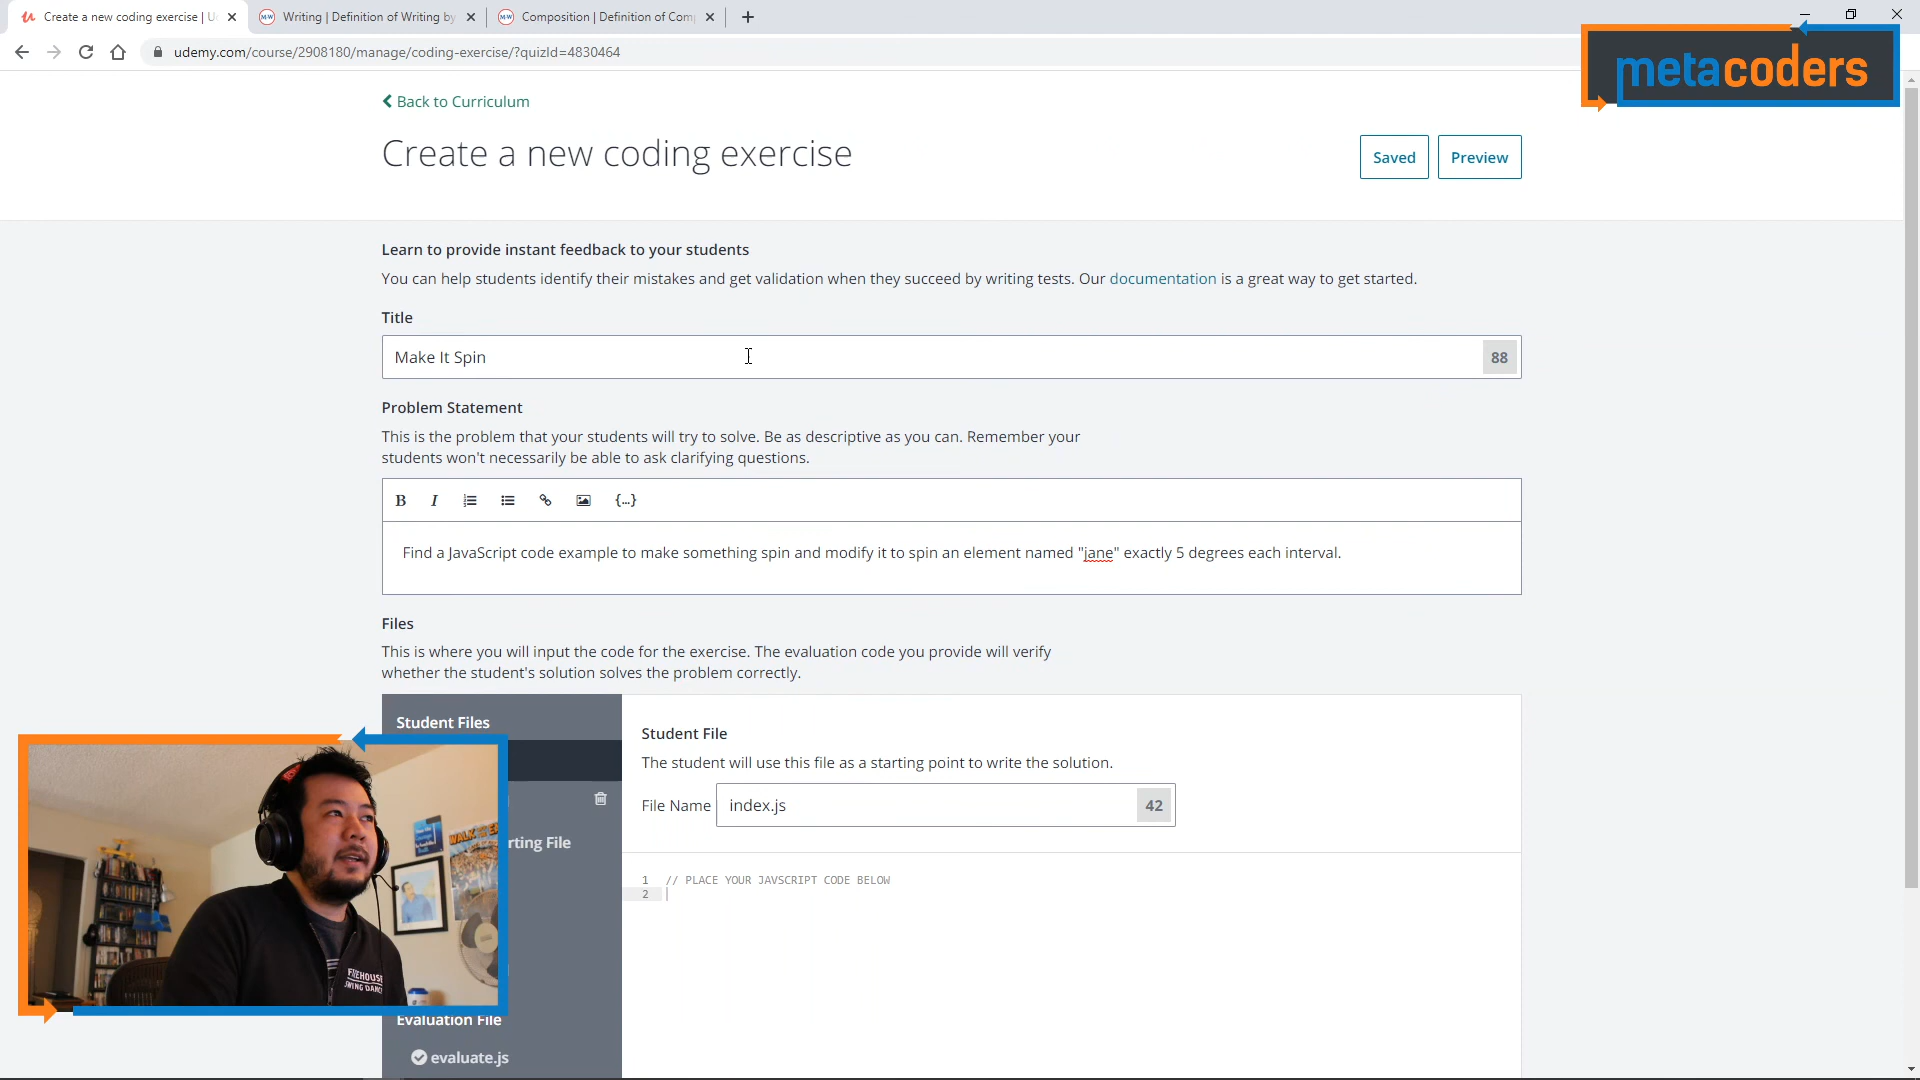 Create a new coding exercise | U
Writing | Definition of Writing by
Composition | Definition of Com
udemy.com/course/2908180/manage/coding-exercise/?quizId=4830464
metacoders
Back to Curriculum
Create a new coding exercise
Saved
Preview
Learn to provide instant feedback to your students
You can help students identify their mistakes and get validation when they succeed by writing tests. Our documentation is a great way to get started.
Title
Make It Spin
88
Problem Statement
This is the problem that your students will try to solve. Be as descriptive as you can. Remember your
students won't necessarily be able to ask clarifying questions.
B I {...}
Find a JavaScript code example to make something spin and modify it to spin an element named "jane" exactly 5 degrees each interval.
Files
This is where you will input the code for the exercise. The evaluation code you provide will verify
whether the student's solution solves the problem correctly.
Student Files
Student File
The student will use this file as a starting point to write the solution.
File Name
index.js
42
rting File
1 // PLACE YOUR JAVSCRIPT CODE BELOW
2
FIREHOUSE
SWING DANCE
Evaluation File
evaluate.js